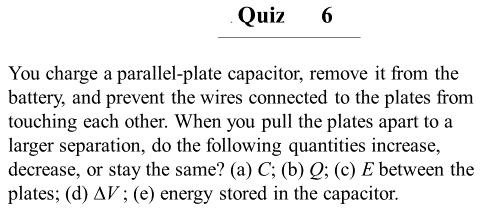 Quiz 6
You charge a parallel-plate capacitor, remove it from the
battery, and prevent the wires connected to the plates from
touching each other. When you pull the plates apart to a
larger separation, do the following quantities increase,
decrease, or stay the same? (a) C; (b) Q; (c) E between the
plates; (d) ΔV ; (e) energy stored in the capacitor.